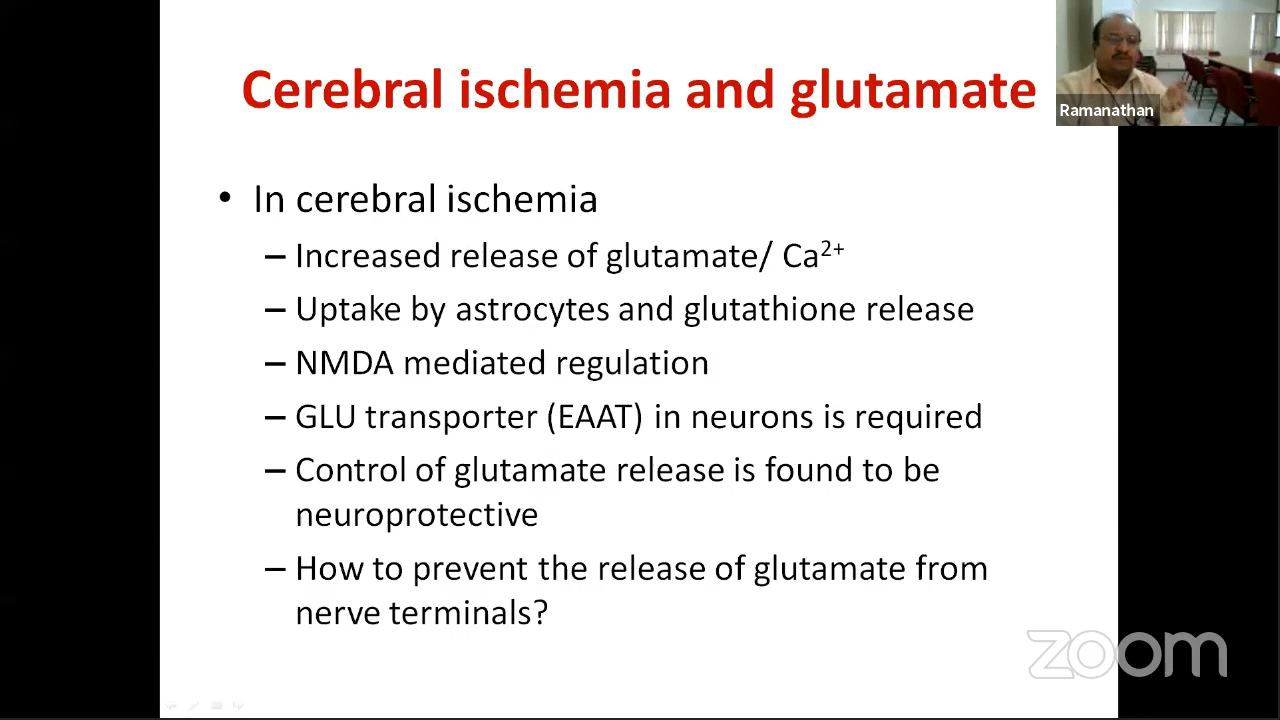 Cerebral ischemia and glutamate
Ramanathan
• In cerebral ischemia
– Increased release of glutamate/ Ca2+
– Uptake by astrocytes and glutathione release
– NMDA mediated regulation
– GLU transporter (EAAT) in neurons is required
– Control of glutamate release is found to be
neuroprotective
– How to prevent the release of glutamate from
nerve terminals?
zoom